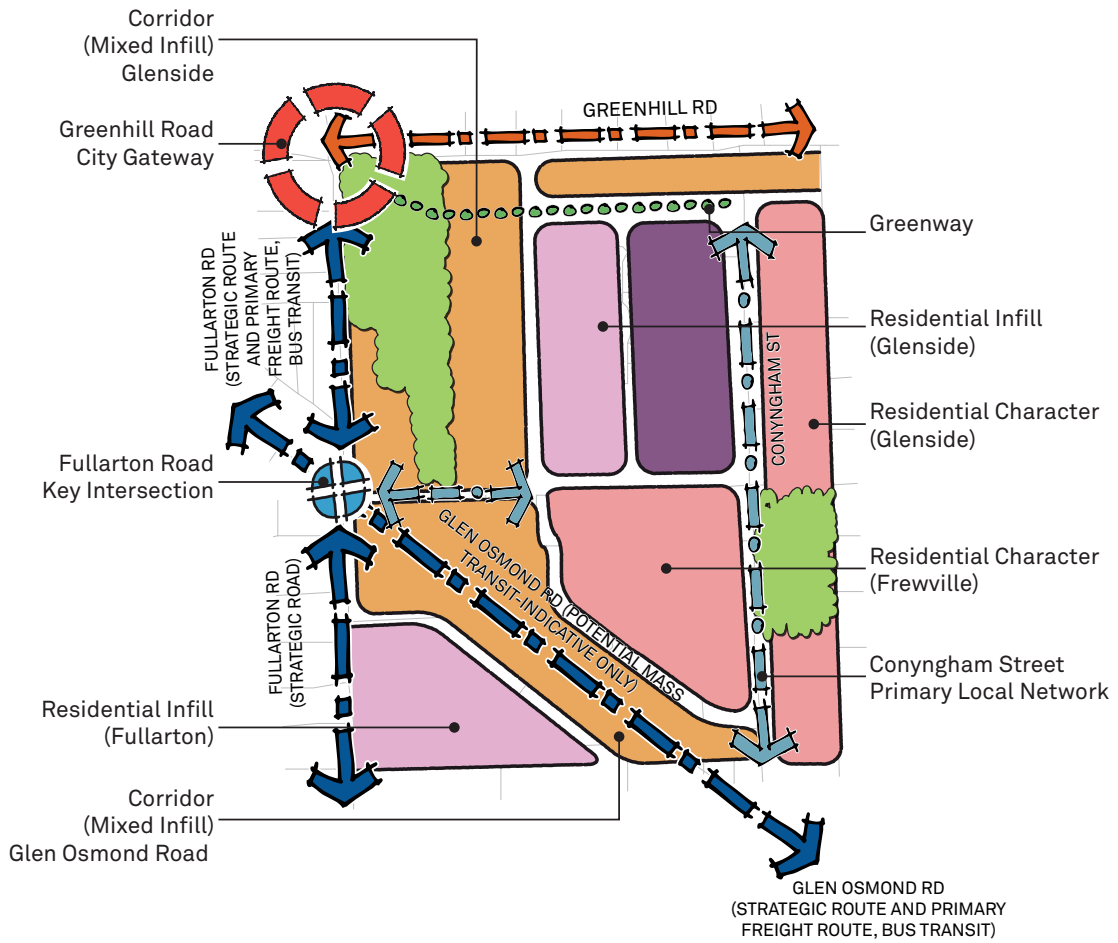 Corridor
(Mixed Infill)
Glenside
Greenhill Road
City Gateway
GREENHILL RD
Greenway
FULLARTON RD
(STRATEGIC ROUTE
AND PRIMARY
FREIGHT ROUTE,
BUS TRANSIT)
Residential Infill
(Glenside)
CONYNGHAM ST
Residential Character
(Glenside)
Fullarton Road
Key Intersection
GLEN OSMOND RD (POTENTIAL MASS
TRANSIT-INDICATIVE ONLY)
Residential Character
(Frewville)
FULLARTON RD
(STRATEGIC ROAD)
Conyngham Street
Primary Local Network
Residential Infill
(Fullarton)
Corridor
(Mixed Infill)
Glen Osmond Road
GLEN OSMOND RD
(STRATEGIC ROUTE AND PRIMARY
FREIGHT ROUTE, BUS TRANSIT)